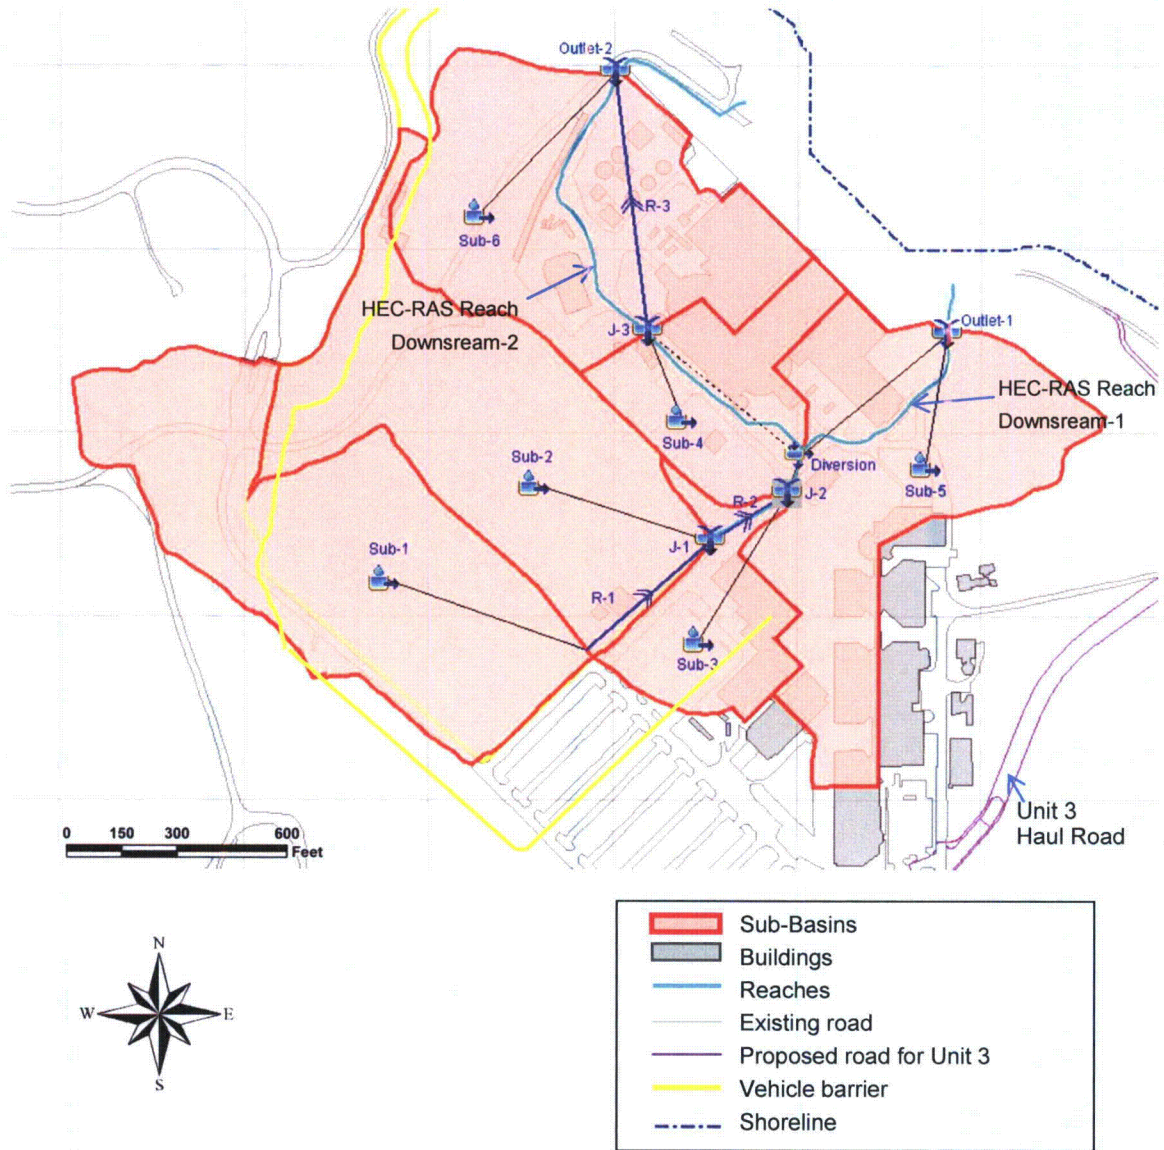 Outlet-2
R-3
Sub-6
HEC-RAS Reach
Downsream-2
J-3
Outlet-1
HEC-RAS Reach
Downsream-1
Sub-4
Sub-2
Diversion
Sub-5
R-2
J-2
J-1
Sub-1
R-1
Sub-3
Unit 3
Haul Road
0 150 300 600
Feet
N
W E
S
Sub-Basins
Buildings
Reaches
Existing road
Proposed road for Unit 3
Vehicle barrier
Shoreline